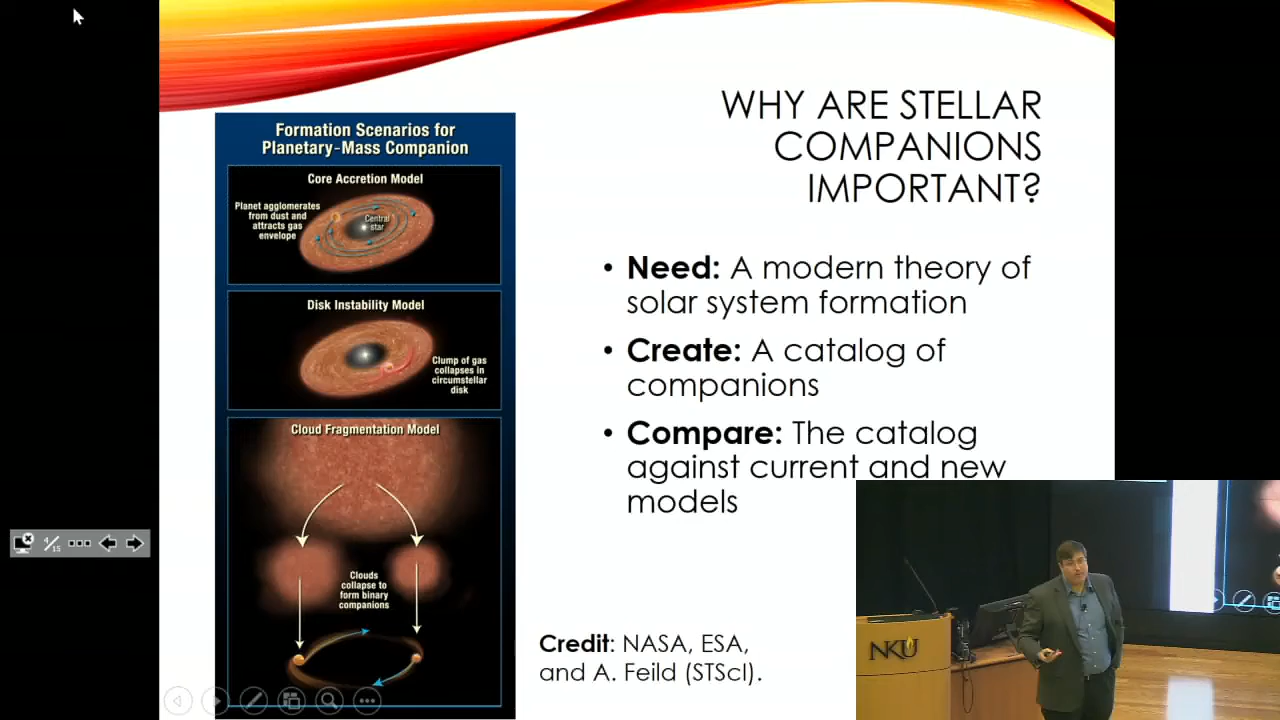 WHY ARE STELLAR
COMPANIONS
IMPORTANT?
Formation Scenarios for
Planetary-Mass Companion
Core Accretion Model
Planet agglomerates
from dust and
attracts gas
envelope
Central
star
Disk Instability Model
Clump of gas
collapses in
circumstellar
disk
Cloud Fragmentation Model
Clouds
collapse to
form binary
companions
• Need: A modern theory of
solar system formation
• Create: A catalog of
companions
• Compare: The catalog
against current and new
models
Credit: NASA, ESA,
and A. Feild (STScI).
4/15
NKU